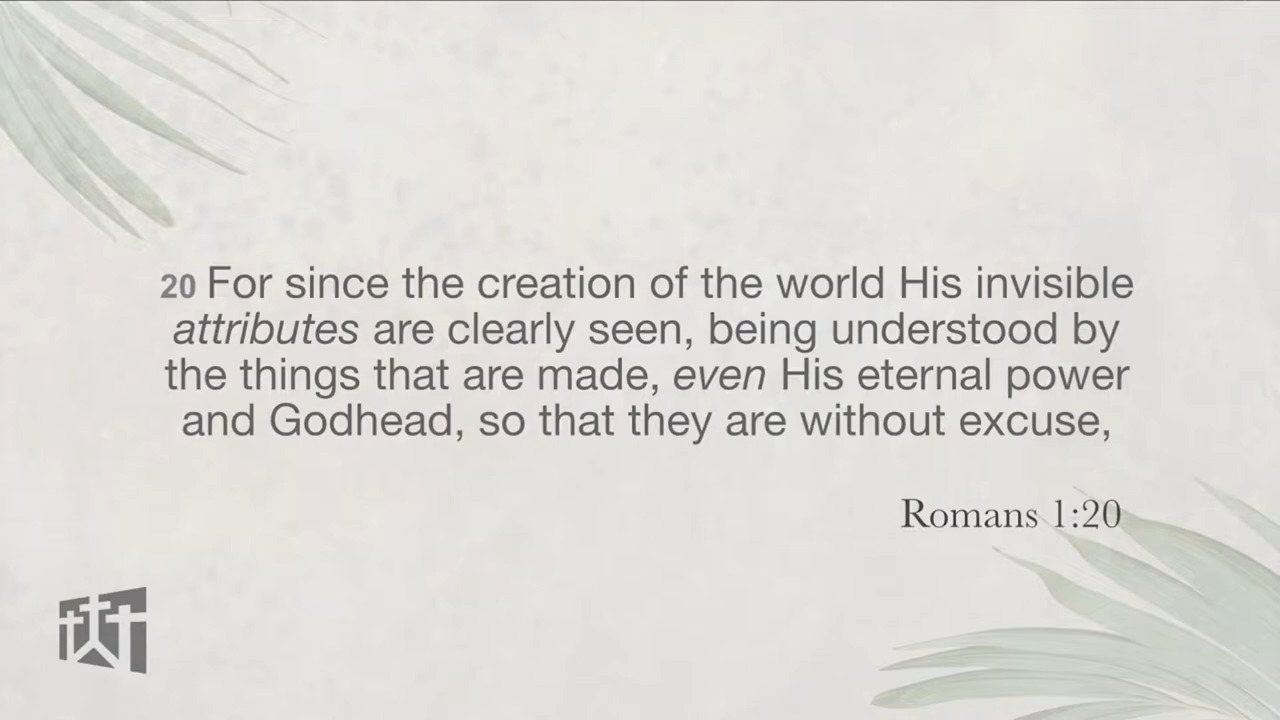 20 For since the creation of the world His invisible
attributes are clearly seen, being understood by
the things that are made, even His eternal power
and Godhead, so that they are without excuse,
Romans 1:20